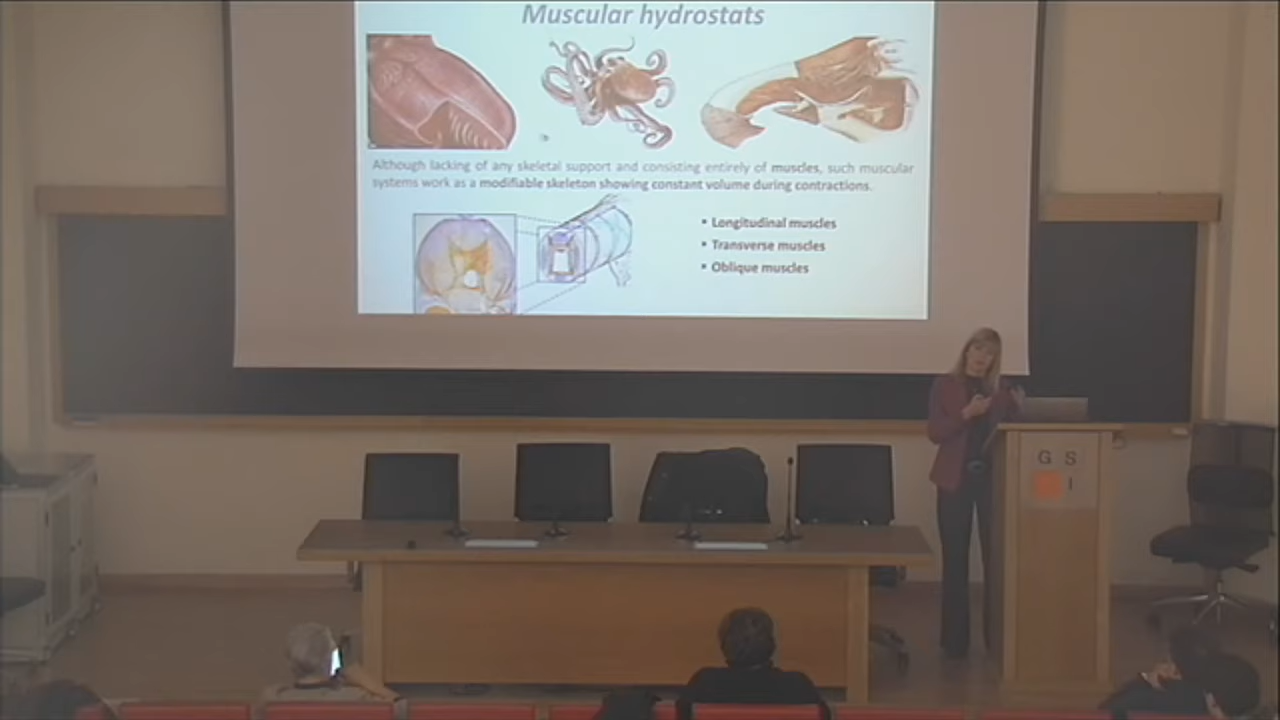 Muscular hydrostats
Although lacking of any skeletal support and consisting entirely of muscles, such muscular
systems work as a modifiable skeleton showing constant volume during contractions.
▪ Longitudinal muscles
▪ Transverse muscles
▪ Oblique muscles
G S
I